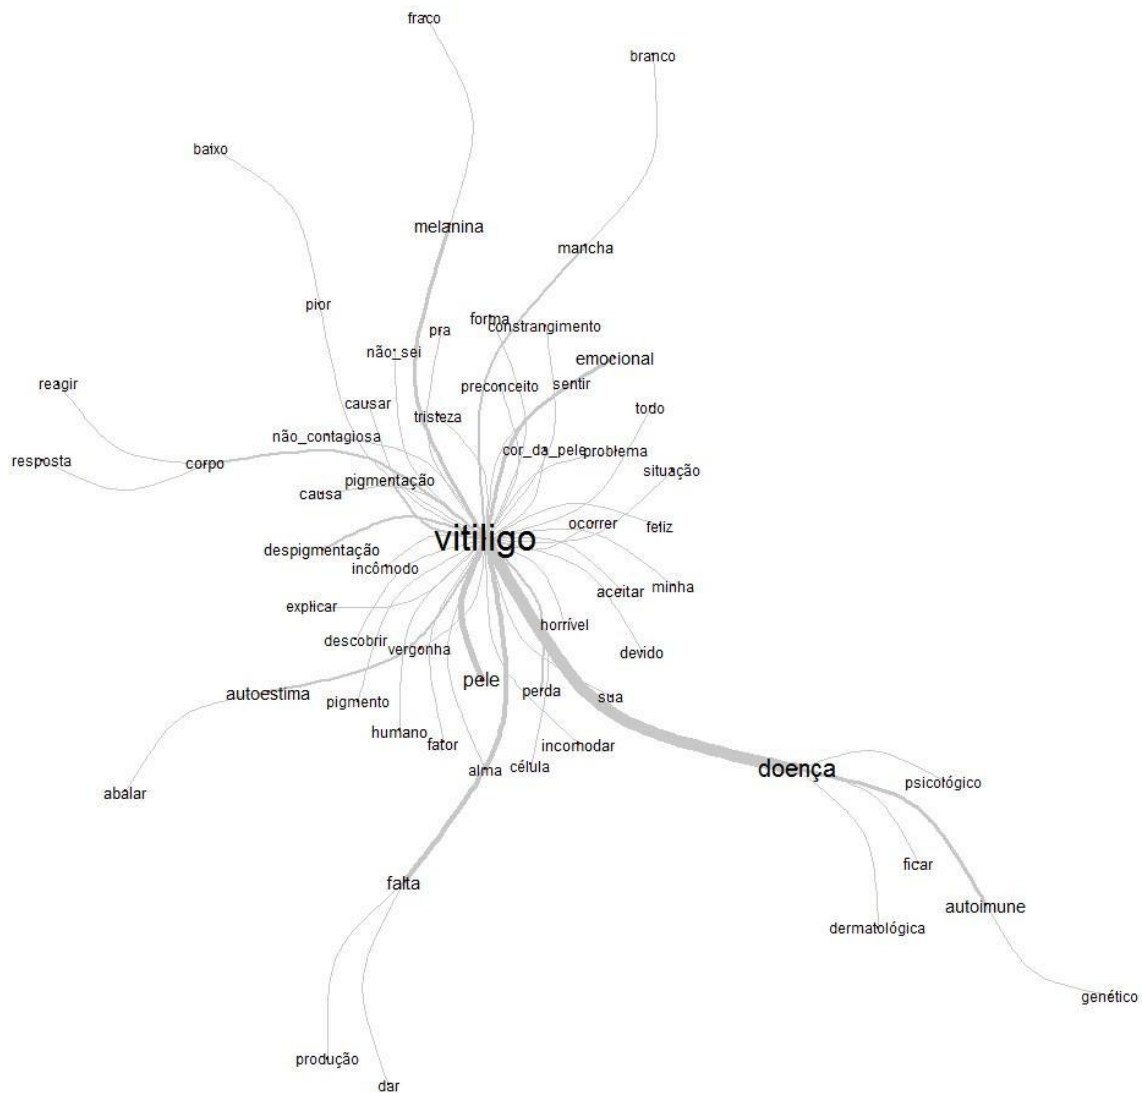 fraco
branco
baixo
melanina
mancha
pior
forma
constrangimento
pra
não_sei
emocional
reagir
preconceito
sentir
causar
todo
tristeza
não_contagiosa
cor_da_pele
problema
resposta
corpo
situação
pigmentação
causa
vitiligo
ocorrer
feliz
despigmentação
incômodo
aceitar
minha
explicar
horrível
descobrir
vergonha
devido
pele
autoestima
perda
sua
pigmento
humano
fator
incomodar
alma
célula
doença
psicológico
abalar
ficar
falta
autoimune
dermatológica
genético
produção
dar